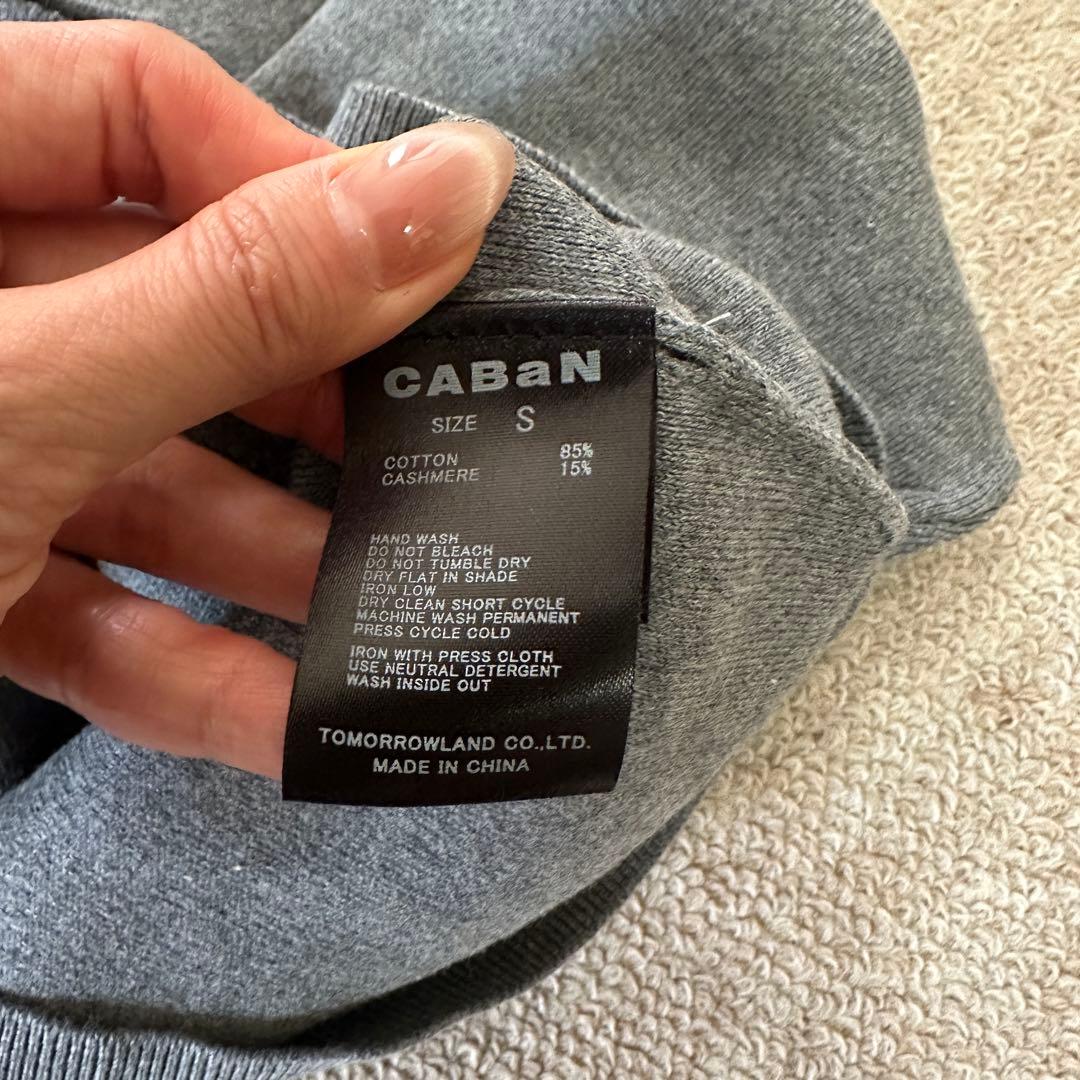 CABaN
SIZE S
COTTON 85%
CASHMERE 15%
HAND WASH
DO NOT BLEACH
DO NOT TUMBLE DRY
DRY FLAT IN SHADE
IRON LOW
DRY CLEAN SHORT CYCLE
MACHINE WASH PERMANENT
PRESS CYCLE COLD
IRON WITH PRESS CLOTH
USE NEUTRAL DETERGENT
WASH INSIDE OUT
TOMORROWLAND CO.,LTD.
MADE IN CHINA